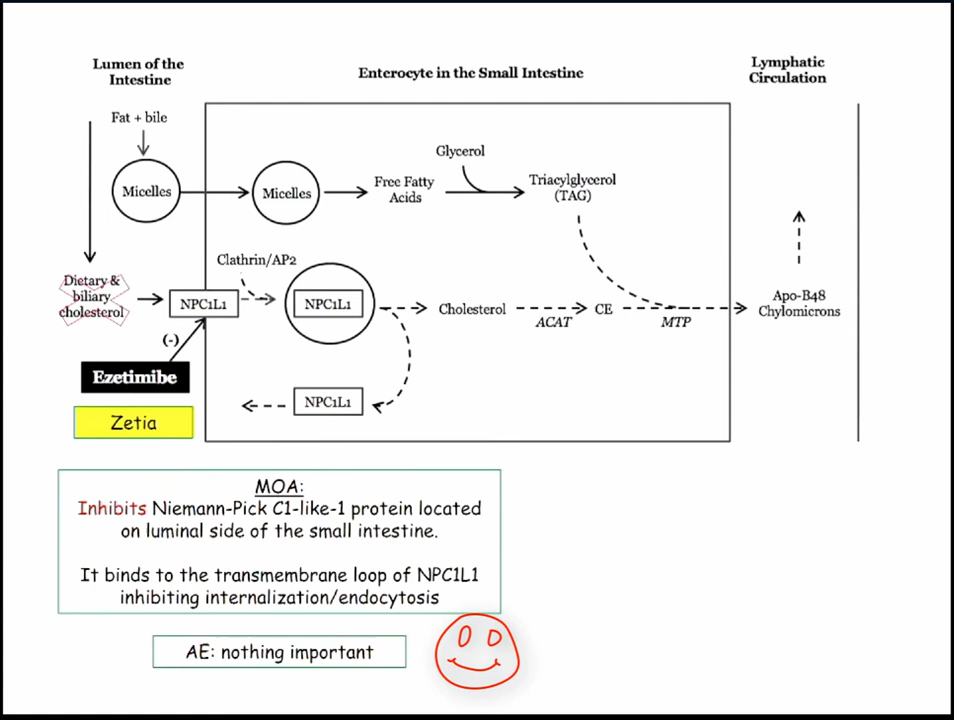 Lumen of the
Intestine
Enterocyte in the Small Intestine
Lymphatic
Circulation
Fat + bile
Micelles
Micelles
Free Fatty
Acids
Glycerol
Triacylglycerol
(TAG)
Clathrin/AP2
Dietary &
biliary
cholesterol
NPC1L1
NPC1L1
Cholesterol
ACAT
CE
MTP
Apo-B48
Chylomicrons
(-)
Ezetimibe
Zetia
NPC1L1
MOA:
Inhibits Niemann-Pick C1-like-1 protein located
on luminal side of the small intestine.
It binds to the transmembrane loop of NPC1L1
inhibiting internalization/endocytosis
AE: nothing important